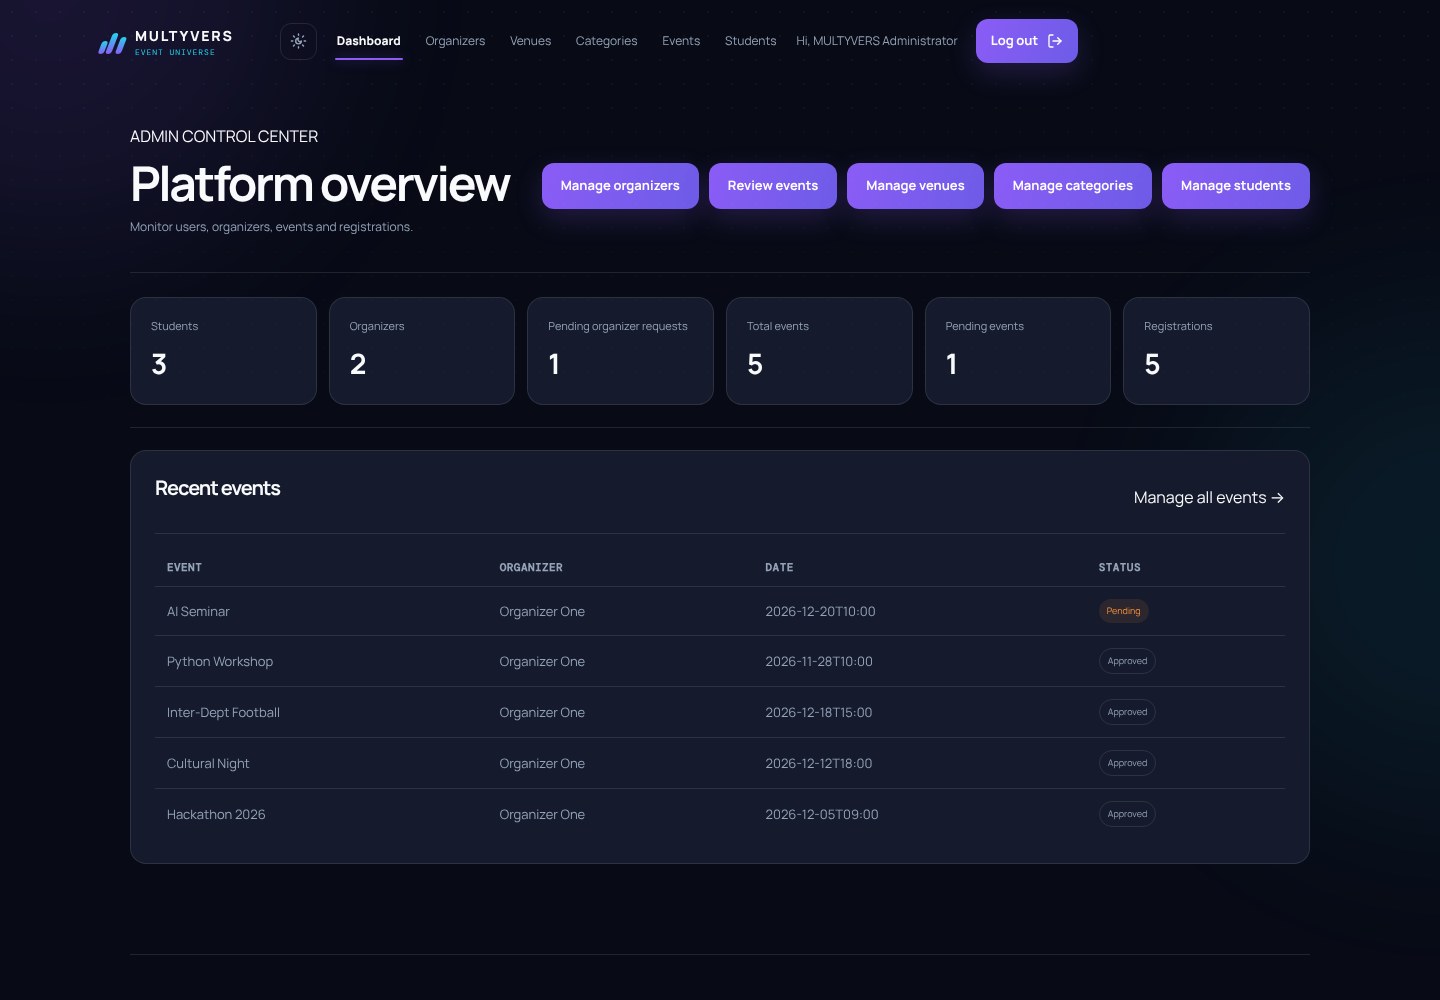 MULTYVERS
EVENT UNIVERSE
Dashboard Organizers Venues Categories Events Students Hi, MULTYVERS Administrator Log out
ADMIN CONTROL CENTER
Platform overview
Manage organizers Review events Manage venues Manage categories Manage students
Monitor users, organizers, events and registrations.
Students Organizers Pending organizer requests Total events Pending events Registrations
3 2 1 5 1 5
Recent events
Manage all events →
EVENT ORGANIZER DATE STATUS
AI Seminar Organizer One 2026-12-20T10:00 Pending
Python Workshop Organizer One 2026-11-28T10:00 Approved
Inter-Dept Football Organizer One 2026-12-18T15:00 Approved
Cultural Night Organizer One 2026-12-12T18:00 Approved
Hackathon 2026 Organizer One 2026-12-05T09:00 Approved